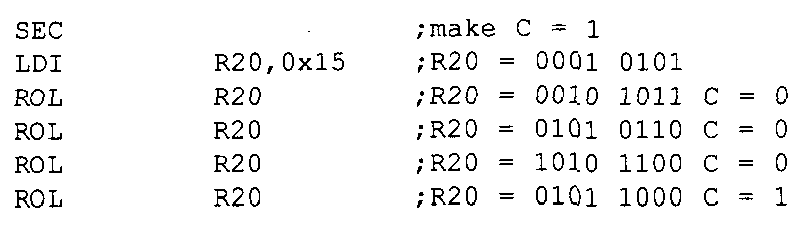 SEC ;make C = 1
LDI R20,0x15 ;R20 = 0001 0101
ROL R20 ;R20 = 0010 1011 C = 0
ROL R20 ;R20 = 0101 0110 C = 0
ROL R20 ;R20 = 1010 1100 C = 0
ROL R20 ;R20 = 0101 1000 C = 1